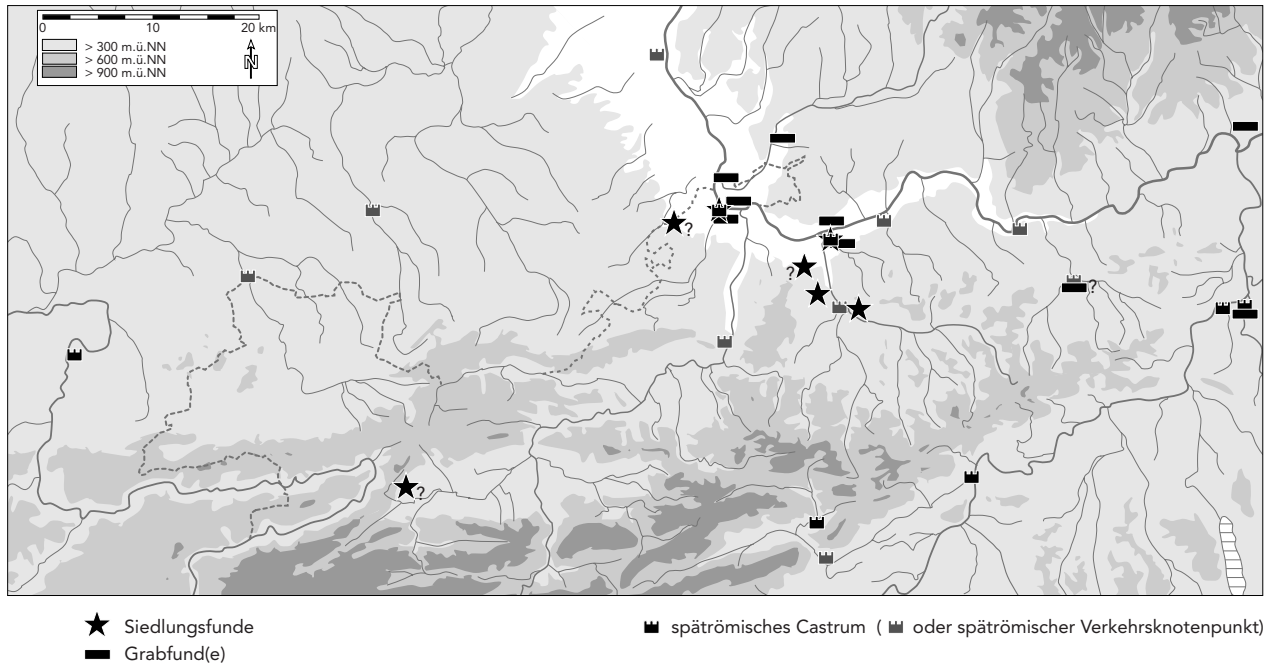 0 10 20 km
> 300 m.ü.NN
> 600 m.ü.NN
> 900 m.ü.NN
N
?
?
?
?
Siedlungsfunde
Grabfund(e)
spätrömisches Castrum ( oder spätrömischer Verkehrsknotenpunkt)